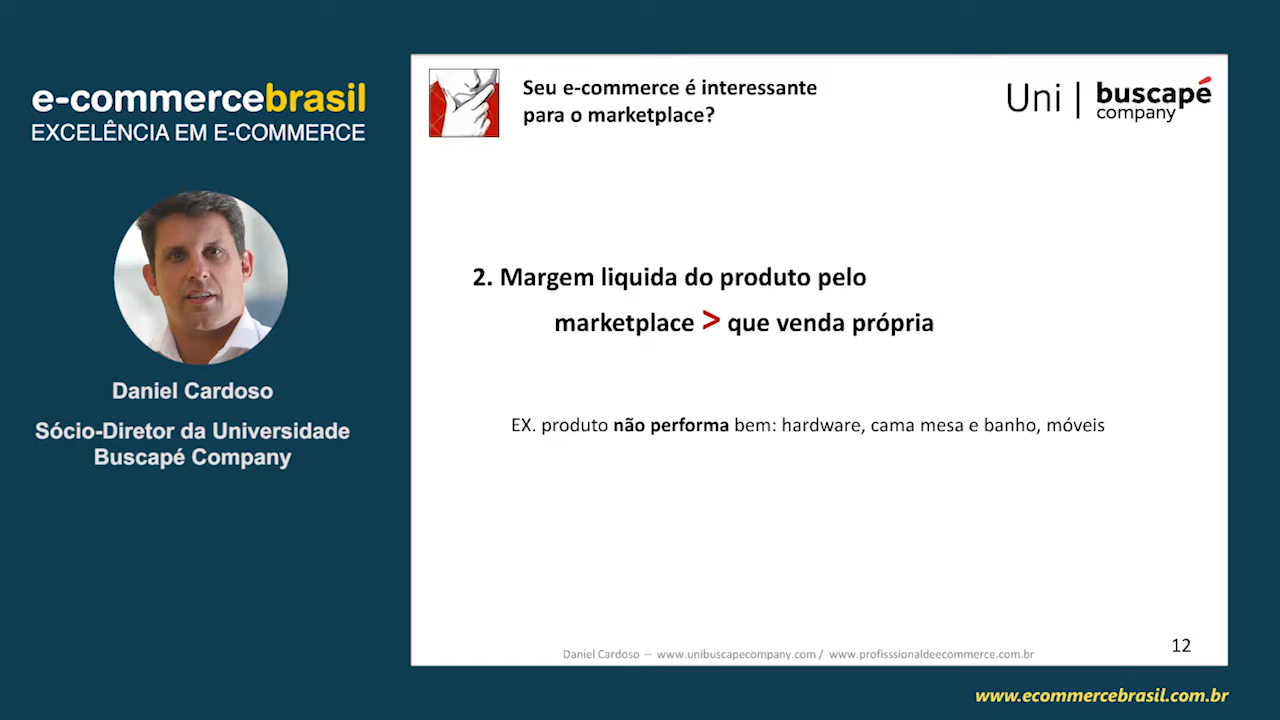 e-commercebrasil
EXCELÊNCIA EM E-COMMERCE
Daniel Cardoso
Sócio-Diretor da Universidade
Buscapé Company
Seu e-commerce é interessante
para o marketplace?
Uni | buscapé
company
2. Margem liquida do produto pelo
marketplace > que venda própria
EX. produto não performa bem: hardware, cama mesa e banho, móveis
Daniel Cardoso – www.unibuscapecompany.com / www.profisssionaldeecommerce.com.br
12
www.ecommercebrasil.com.br